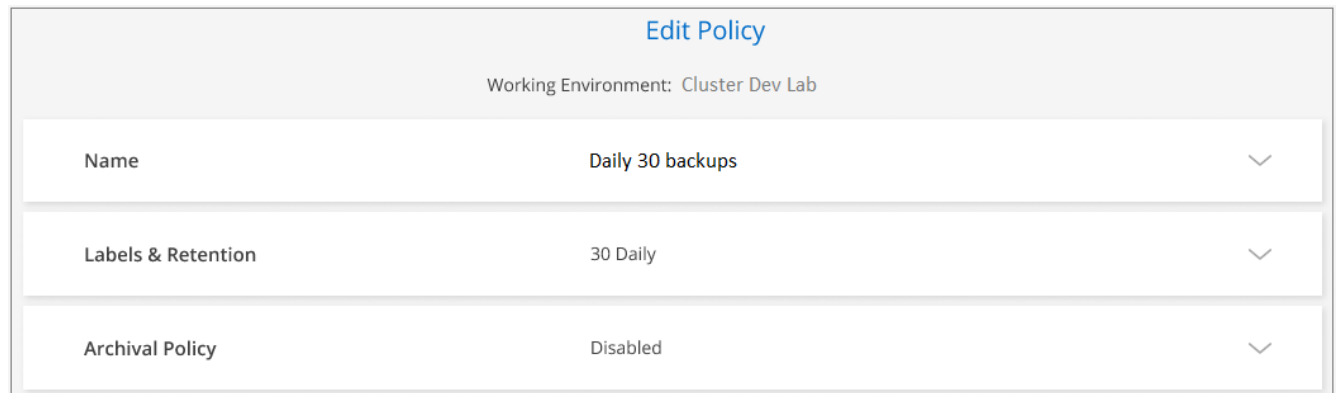 Edit Policy
Working Environment: Cluster Dev Lab
Name Daily 30 backups
Labels & Retention 30 Daily
Archival Policy Disabled